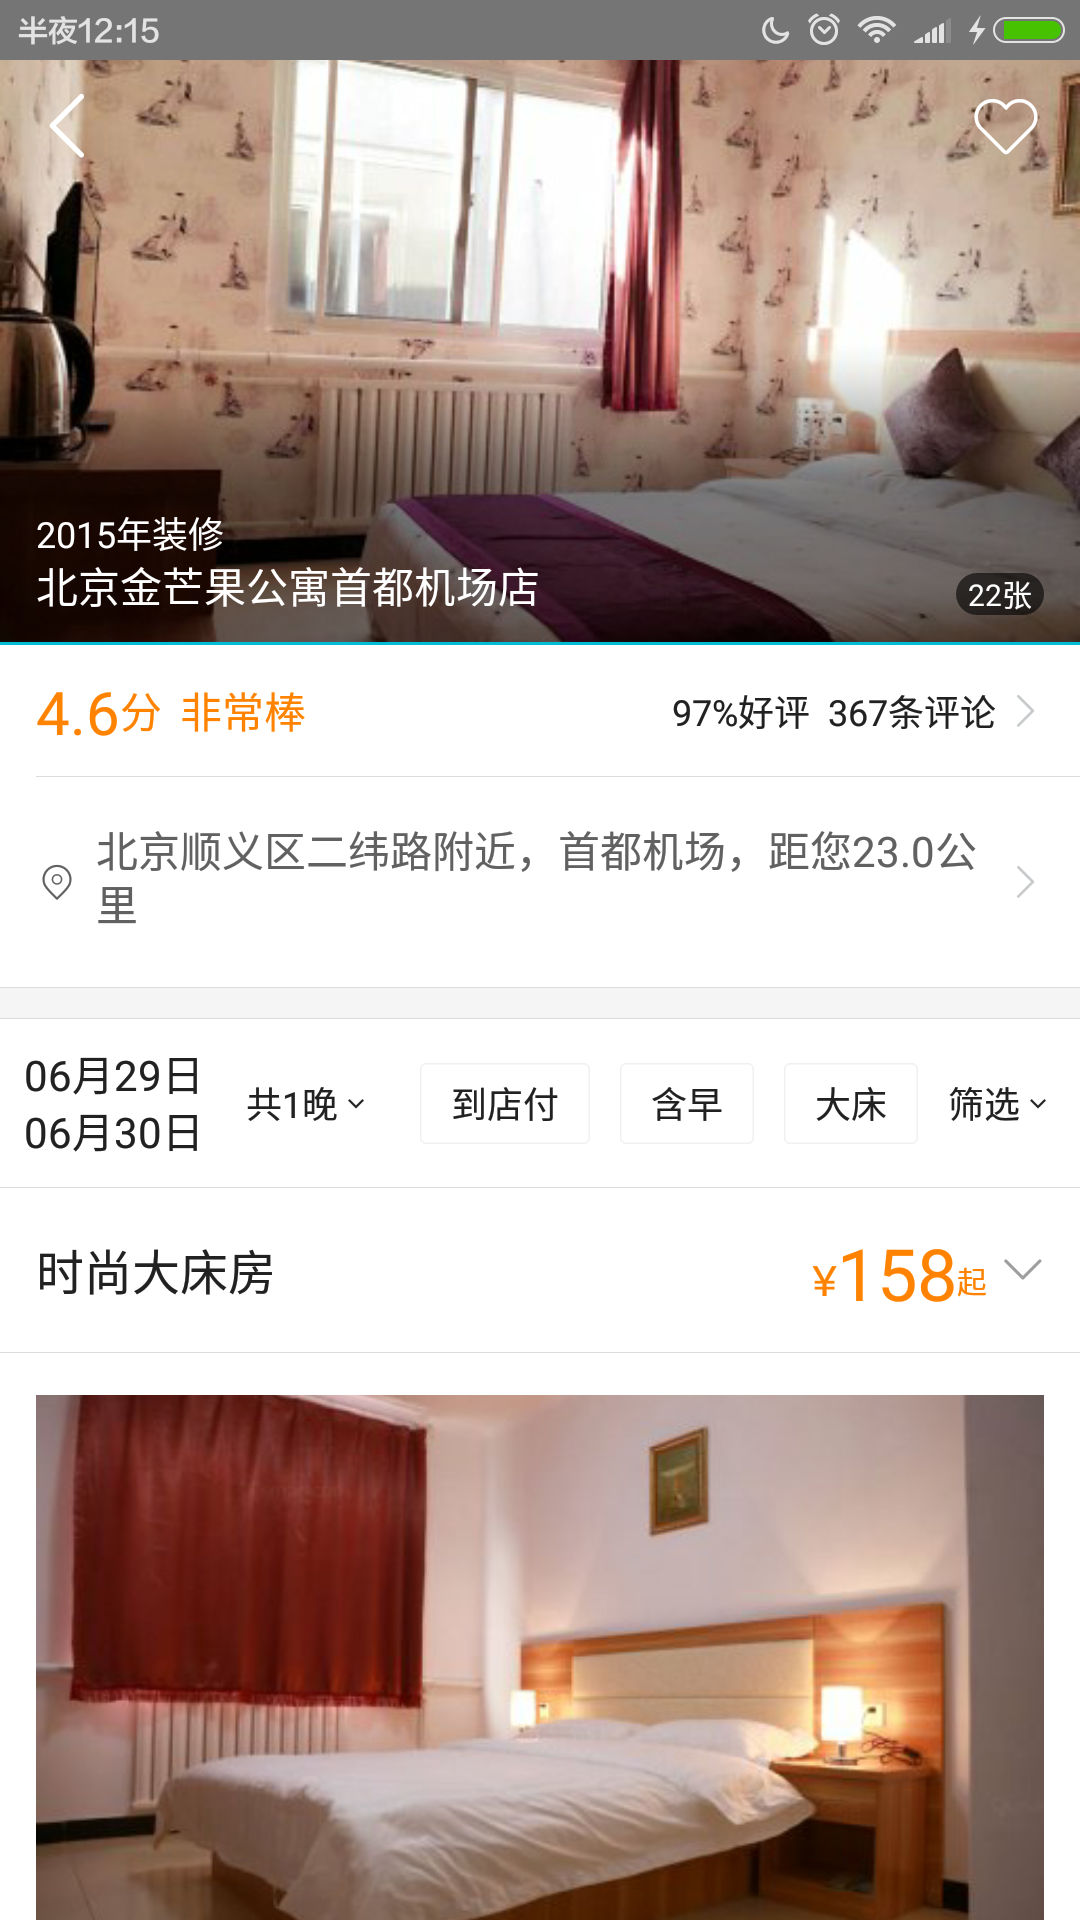 半夜12:15
2015年装修
北京金芒果公寓首都机场店
22张
4.6分 非常棒
97%好评 367条评论
北京顺义区二纬路附近，首都机场，距您23.0公
里
06月29日
06月30日
共1晚
到店付
含早
大床
筛选
时尚大床房
¥158起